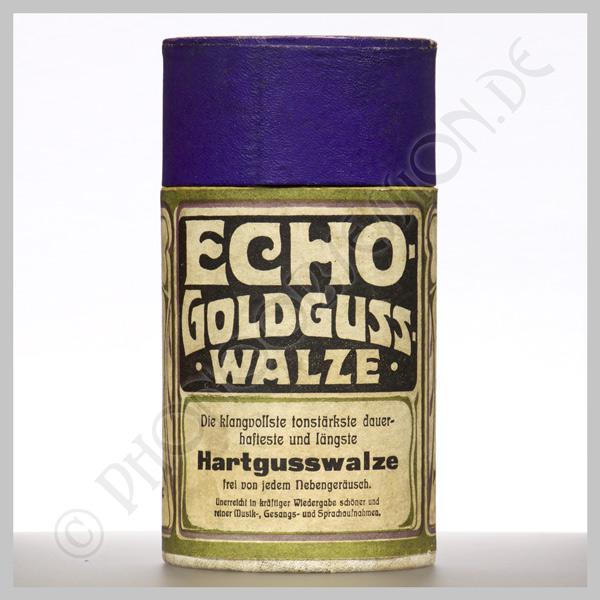 ECHO-
GOLDGUSS-
·WALZE·
Die klangvollste tonstärkste dauer-
hafteste und längste
Hartgusswalze
frei von jedem Nebengeräusch.
Unerreicht in kräftiger Wiedergabe schöner und
reiner Musik-, Gesangs- und Sprachaufnahmen.